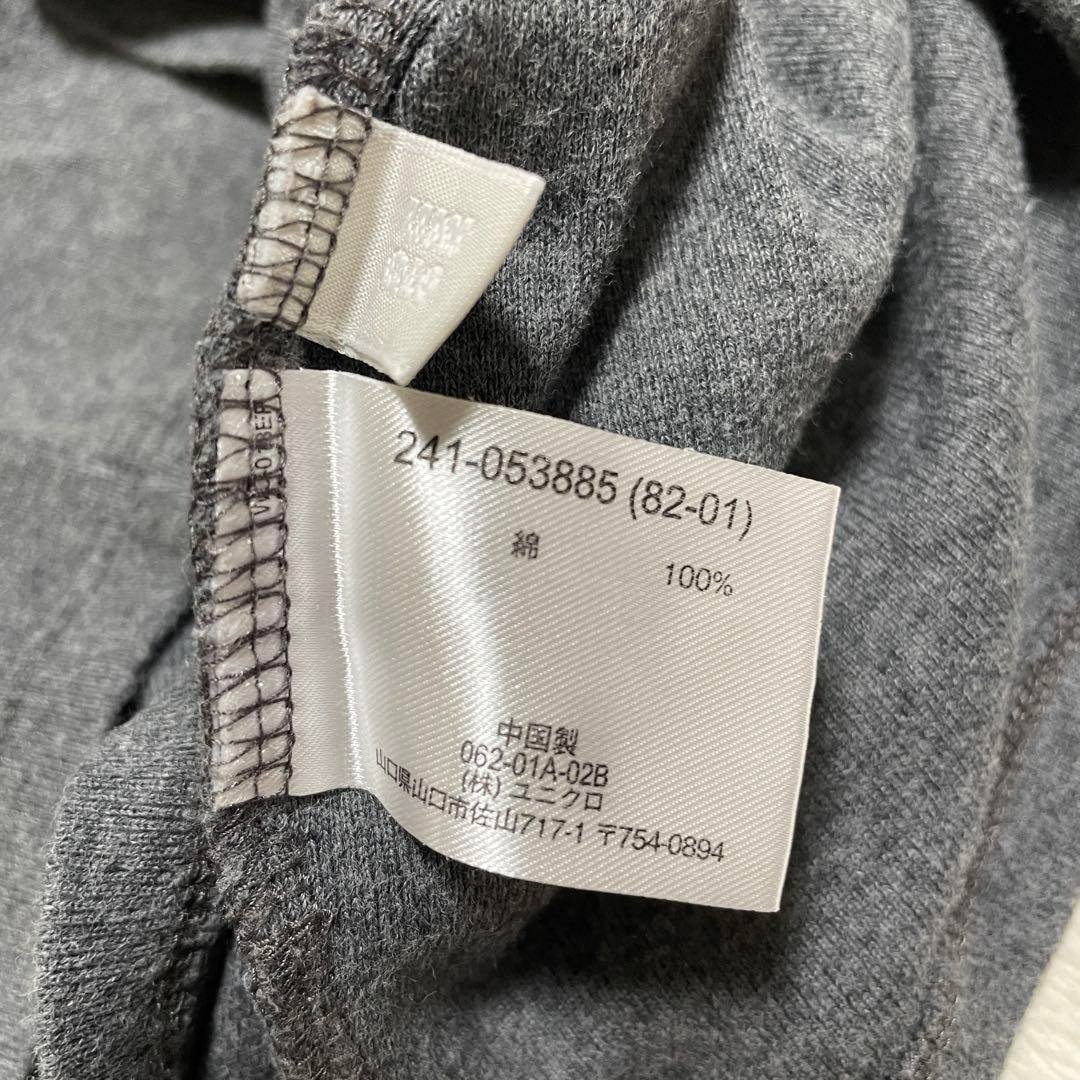 241-053885 (82-01)
綿
100%
中国製
062-01A-02B
(株) ユニクロ
山口県山口市佐山717-1 〒754-0894